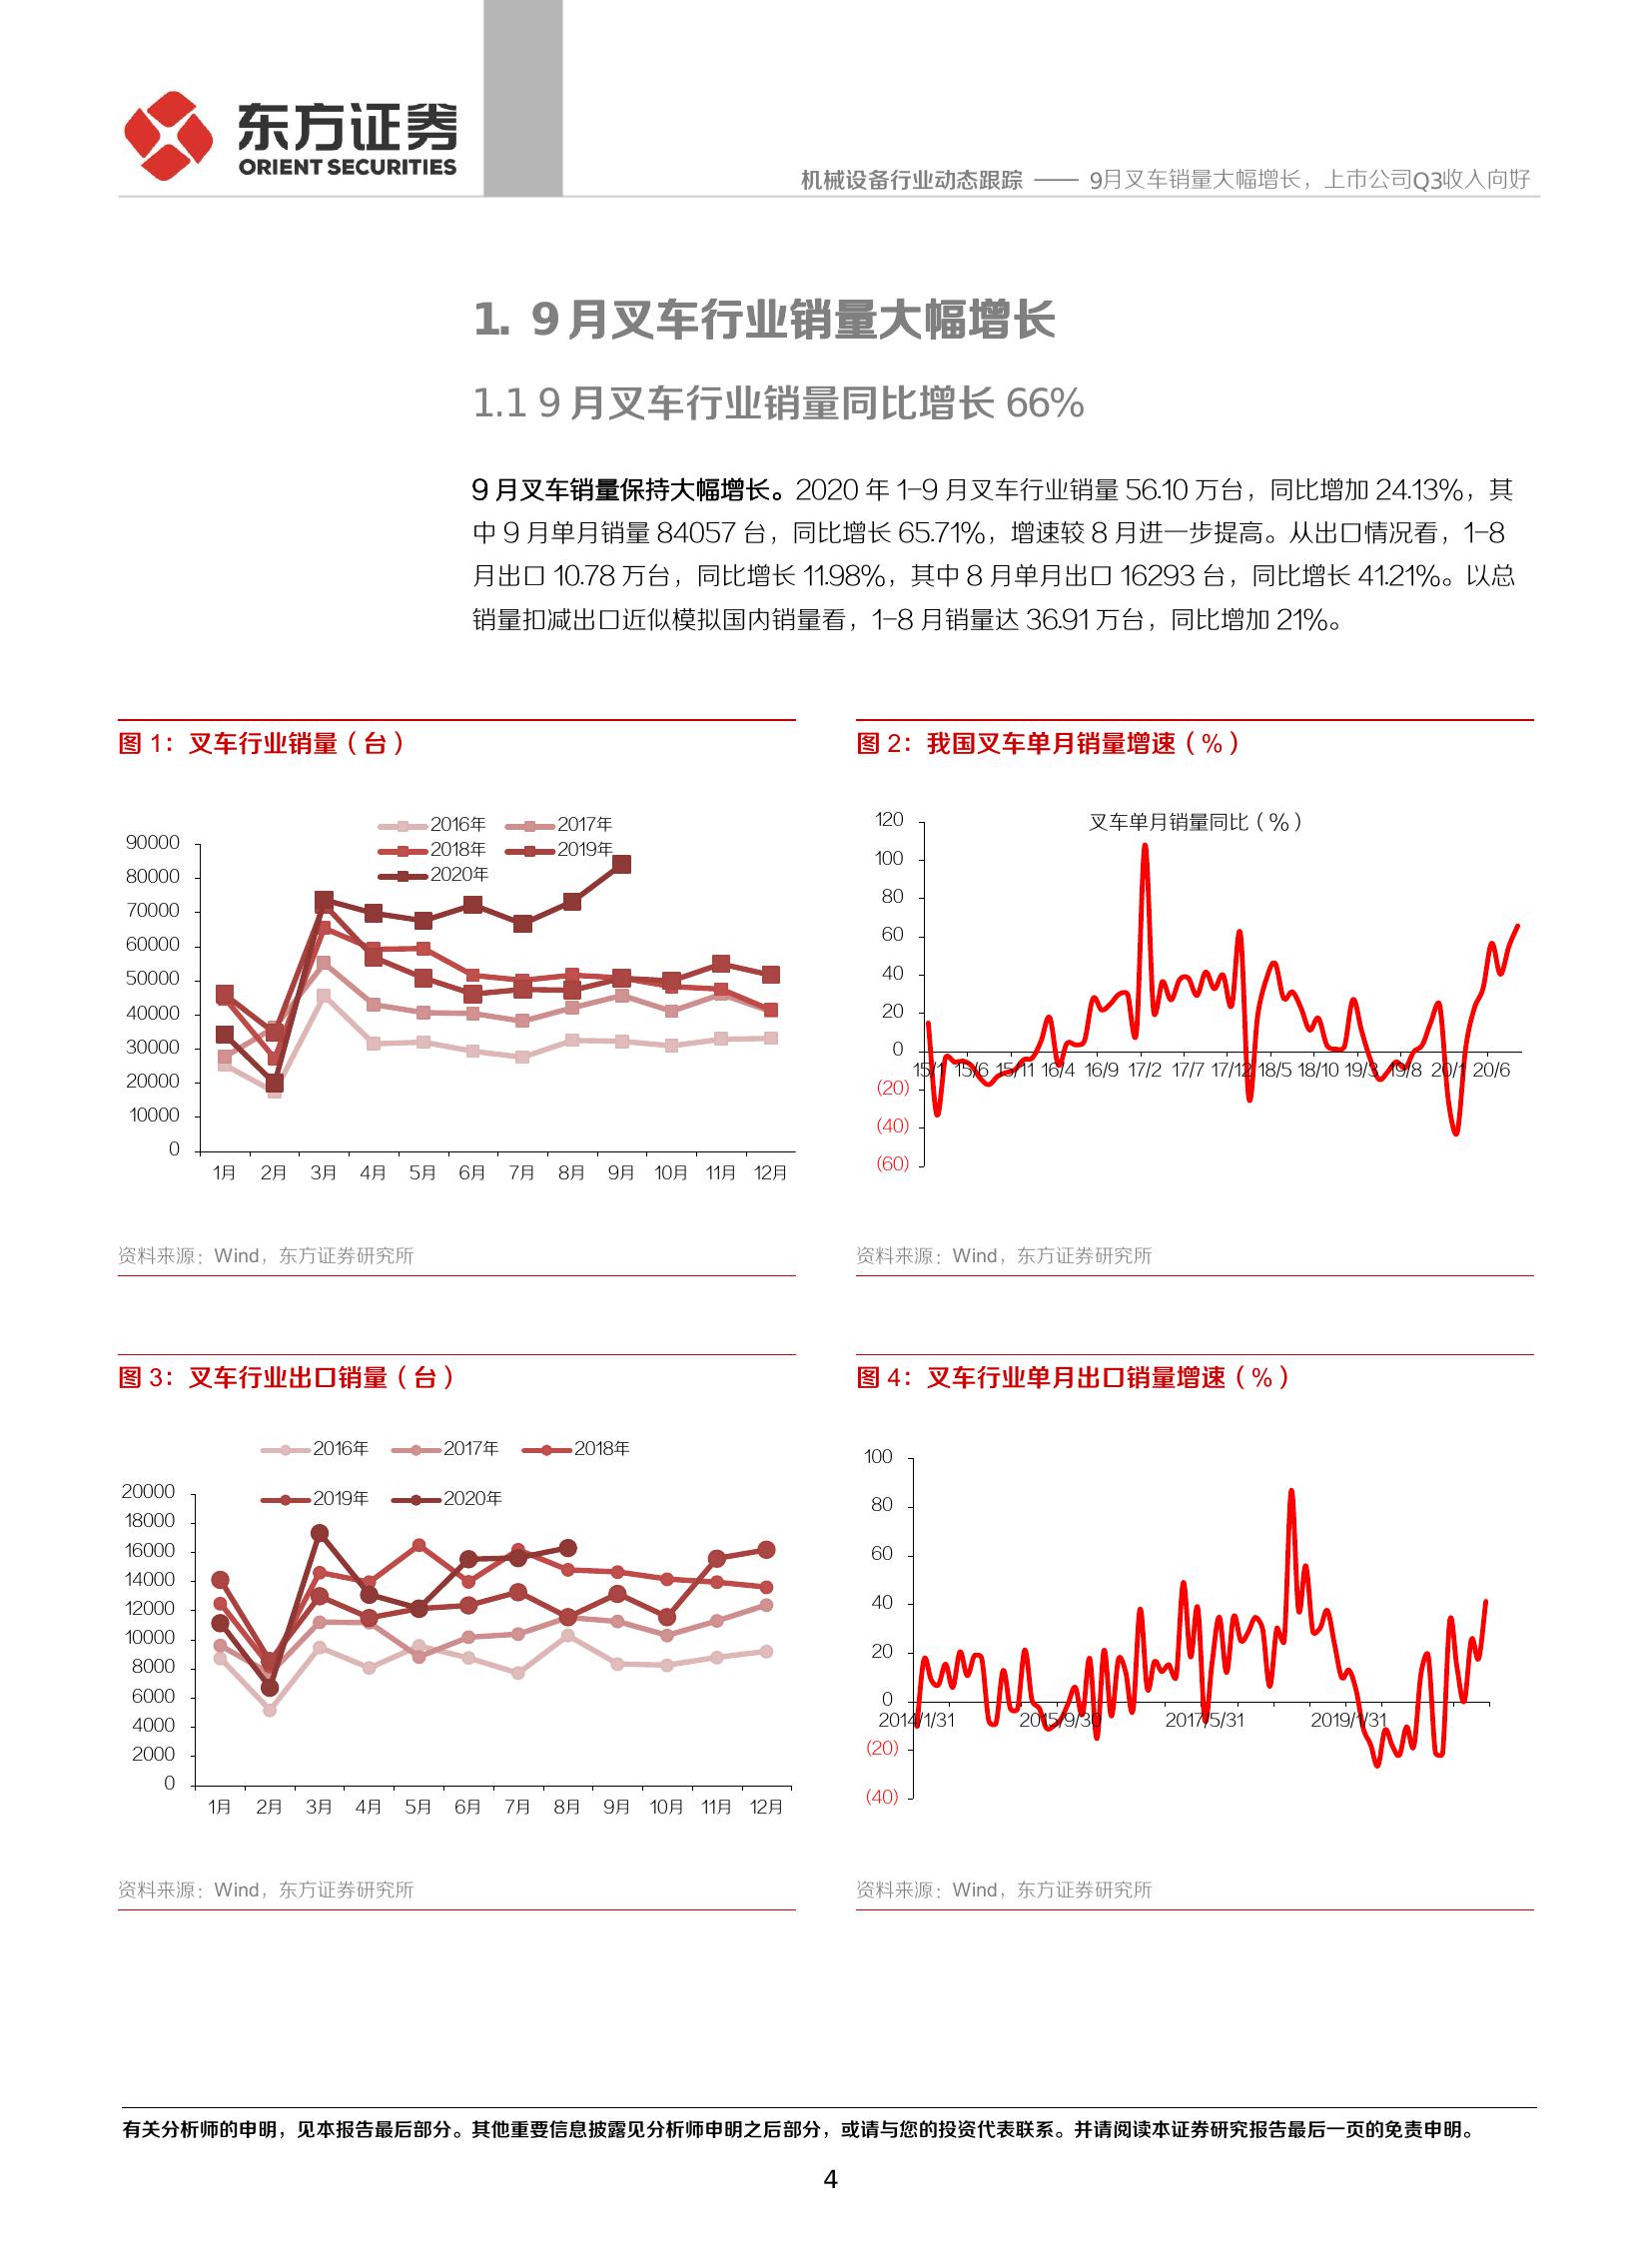 东方证券
ORIENT SECURITIES
机械设备行业动态跟踪 —— 9月叉车销量大幅增长，上市公司Q3收入向好
1. 9月叉车行业销量大幅增长
1.1 9月叉车行业销量同比增长 66%
9月叉车销量保持大幅增长。2020 年 1-9 月叉车行业销量 56.10 万台，同比增加 24.13%，其
中 9 月单月销量 84057 台，同比增长 65.71%，增速较 8 月进一步提高。从出口情况看，1-8
月出口 10.78 万台，同比增长 11.98%，其中 8 月单月出口 16293 台，同比增长 41.21%。以总
销量扣减出口近似模拟国内销量看，1-8 月销量达 36.91 万台，同比增加 21%。
图 1：叉车行业销量（台）
2016年 2017年
2018年 2019年
2020年
90000
80000
70000
60000
50000
40000
30000
20000
10000
0
1月 2月 3月 4月 5月 6月 7月 8月 9月 10月 11月 12月
资料来源：Wind，东方证券研究所
图 2：我国叉车单月销量增速（%）
叉车单月销量同比（%）
120
100
80
60
40
20
0
(20)
(40)
(60)
15/1 15/6 15/11 16/4 16/9 17/2 17/7 17/12 18/5 18/10 19/3 19/8 20/1 20/6
资料来源：Wind，东方证券研究所
图 3：叉车行业出口销量（台）
2016年 2017年 2018年
2019年 2020年
20000
18000
16000
14000
12000
10000
8000
6000
4000
2000
0
1月 2月 3月 4月 5月 6月 7月 8月 9月 10月 11月 12月
资料来源：Wind，东方证券研究所
图 4：叉车行业单月出口销量增速（%）
100
80
60
40
20
0
(20)
(40)
2014/1/31 2015/9/30 2017/5/31 2019/1/31
资料来源：Wind，东方证券研究所
有关分析师的申明，见本报告最后部分。其他重要信息披露见分析师申明之后部分，或请与您的投资代表联系。并请阅读本证券研究报告最后一页的免责申明。
4